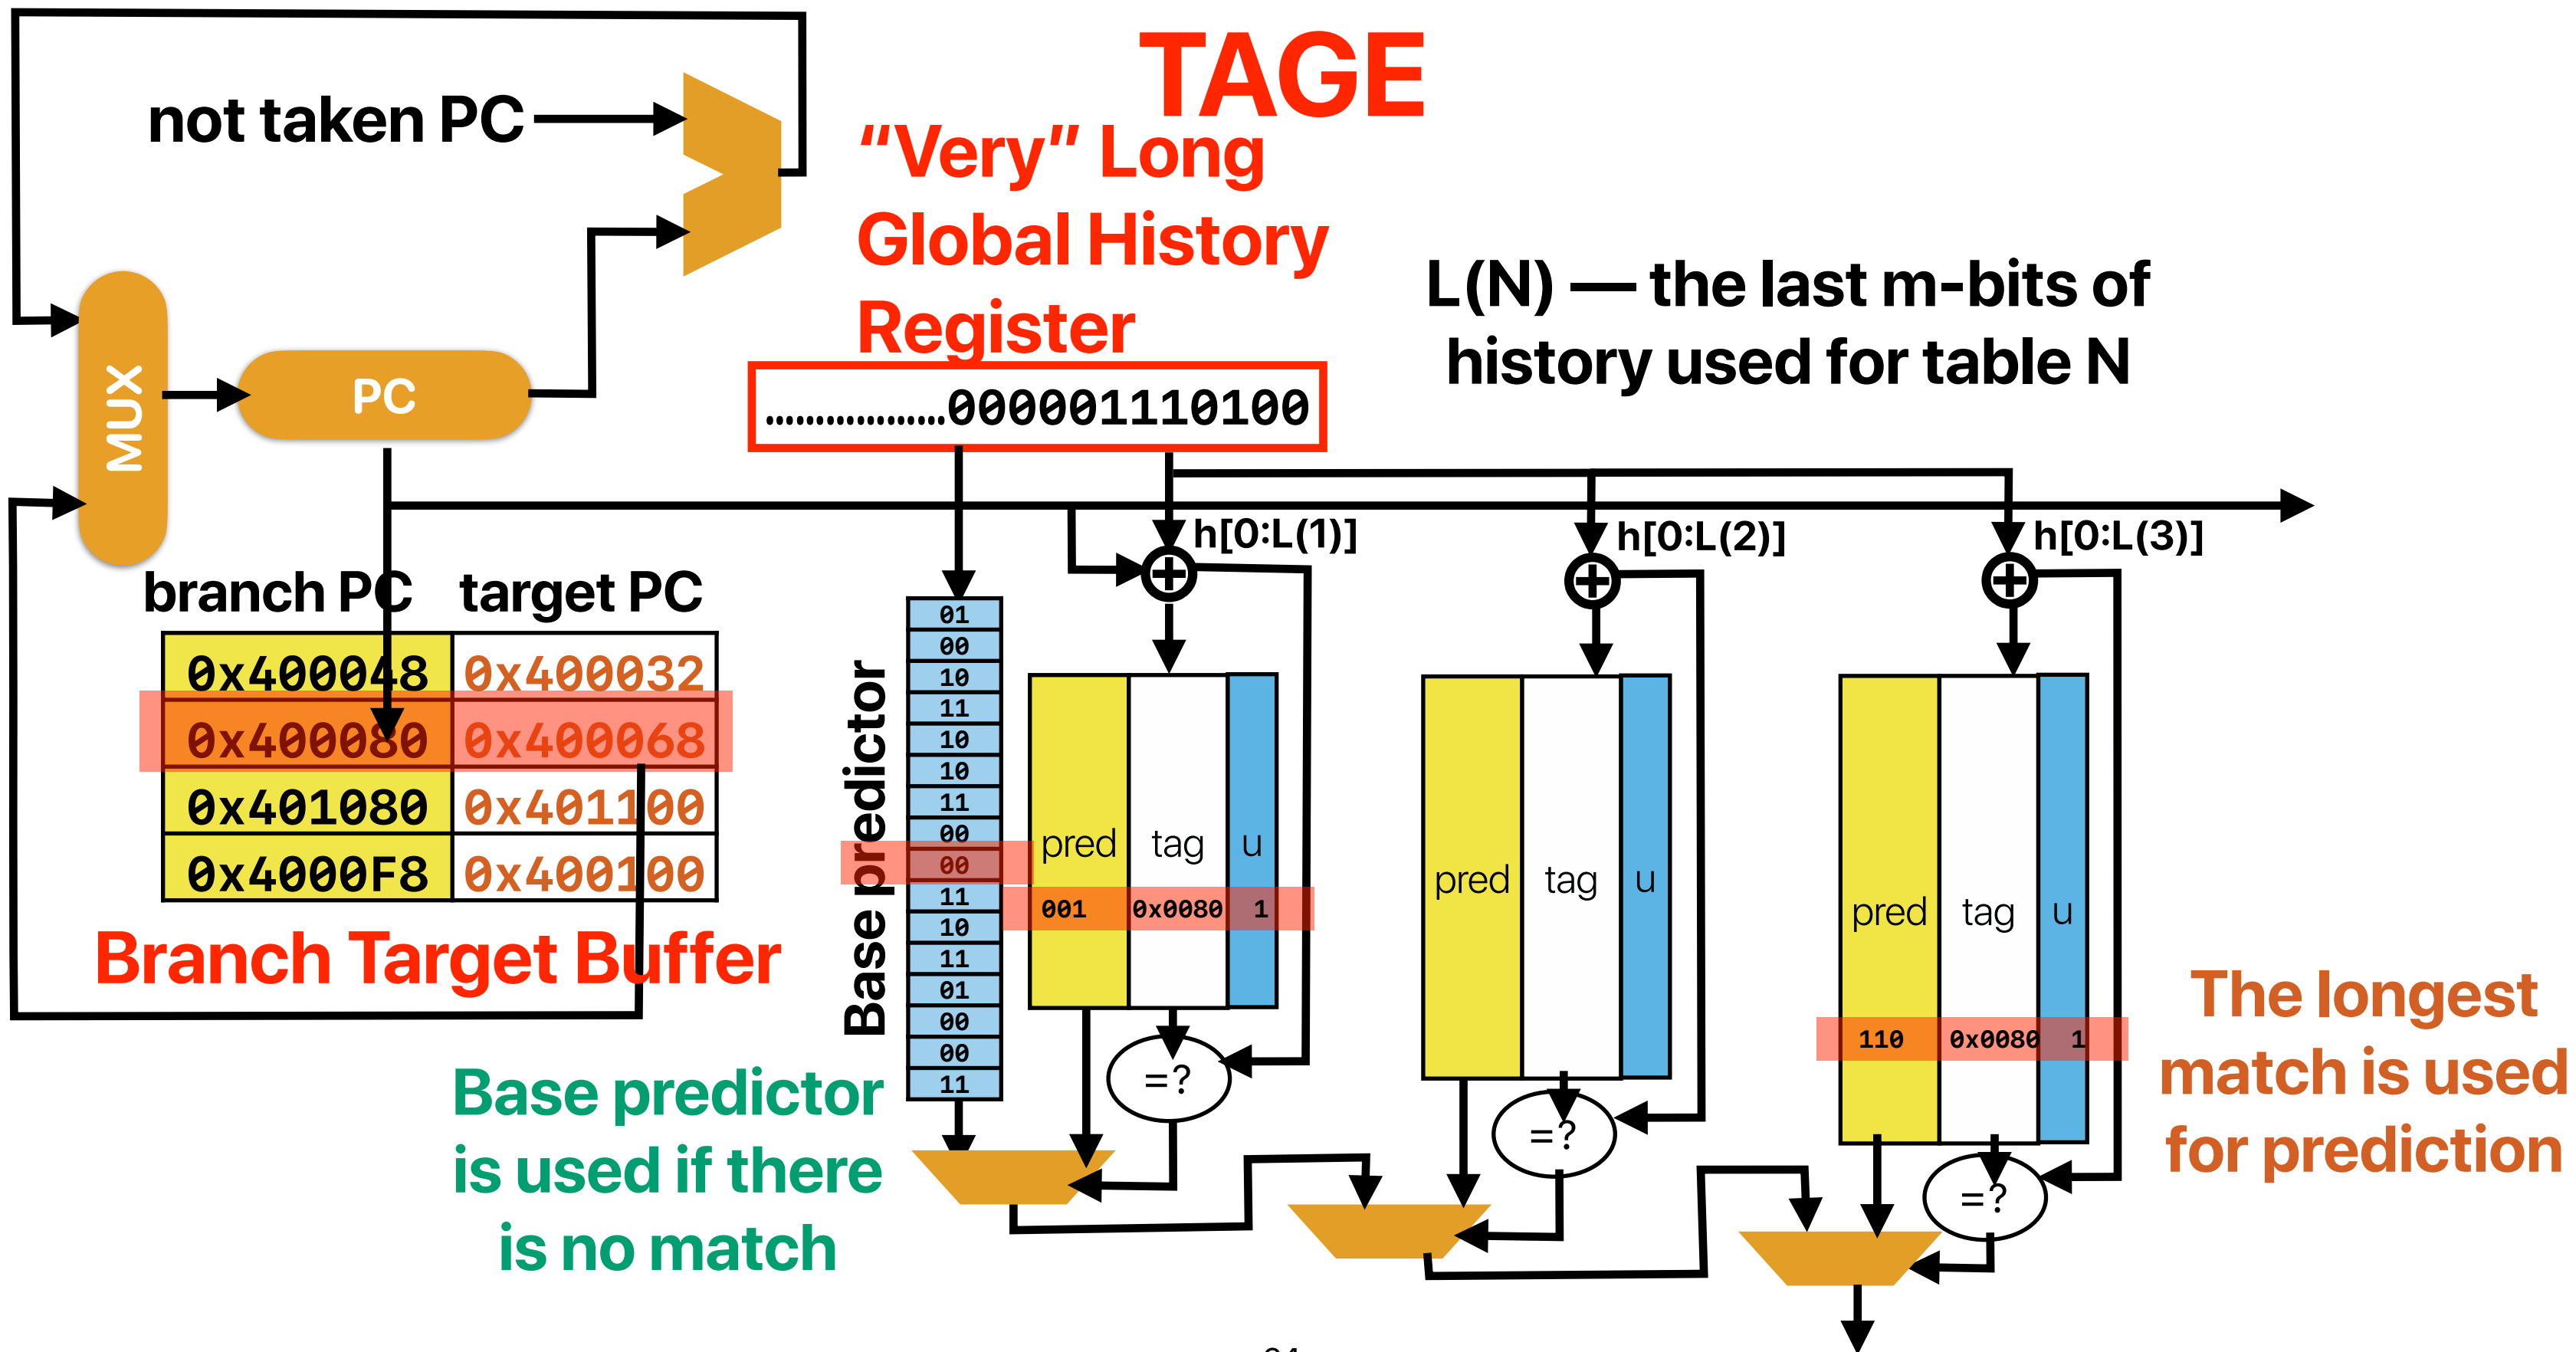 TAGE
not taken PC
“Very” Long
Global History
Register
L(N) — the last m-bits of
history used for table N
MUX
PC
..................000001110100
h[0:L(1)]
h[0:L(2)]
h[0:L(3)]
branch PC target PC
0x400048 0x400032
0x400080 0x400068
0x401080 0x401100
0x4000F8 0x400100
Branch Target Buffer
Base predictor
01
00
10
11
10
10
11
00
00
11
10
11
01
00
00
11
pred tag u
001 0x0080 1
=?
pred tag u
=?
pred tag u
110 0x0080 1
=?
The longest
match is used
for prediction
Base predictor
is used if there
is no match